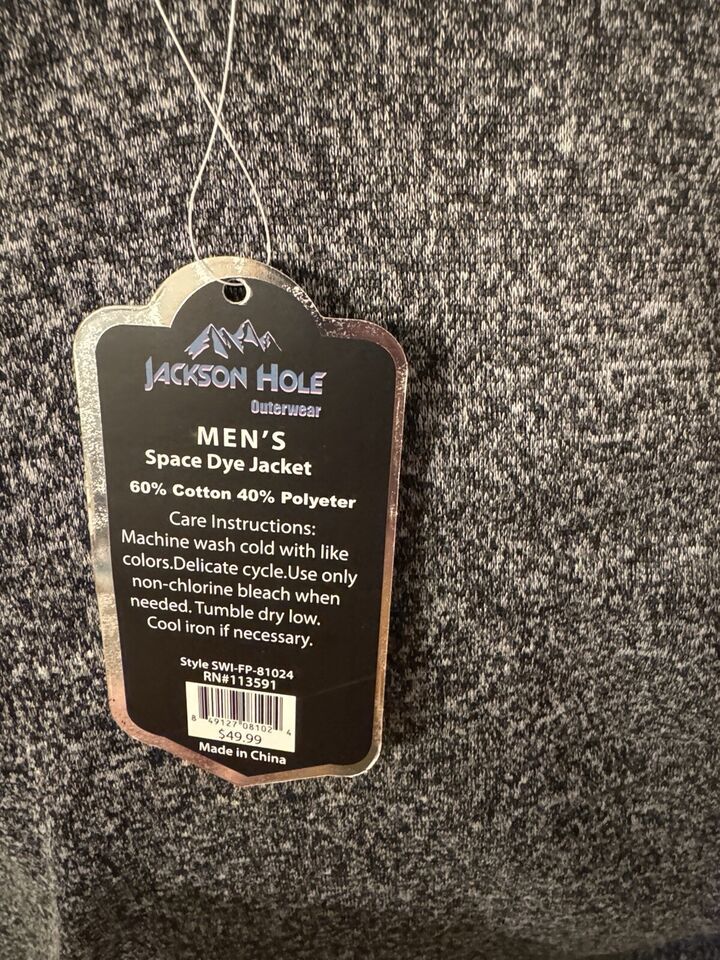 JACKSON HOLE
Outerwear
MEN'S
Space Dye Jacket
60% Cotton 40% Polyeter
Care Instructions:
Machine wash cold with like
colors.Delicate cycle.Use only
non-chlorine bleach when
needed. Tumble dry low.
Cool iron if necessary.
Style SWI-FP-81024
RN#113591
8 49127 08102 4
$49.99
Made in China